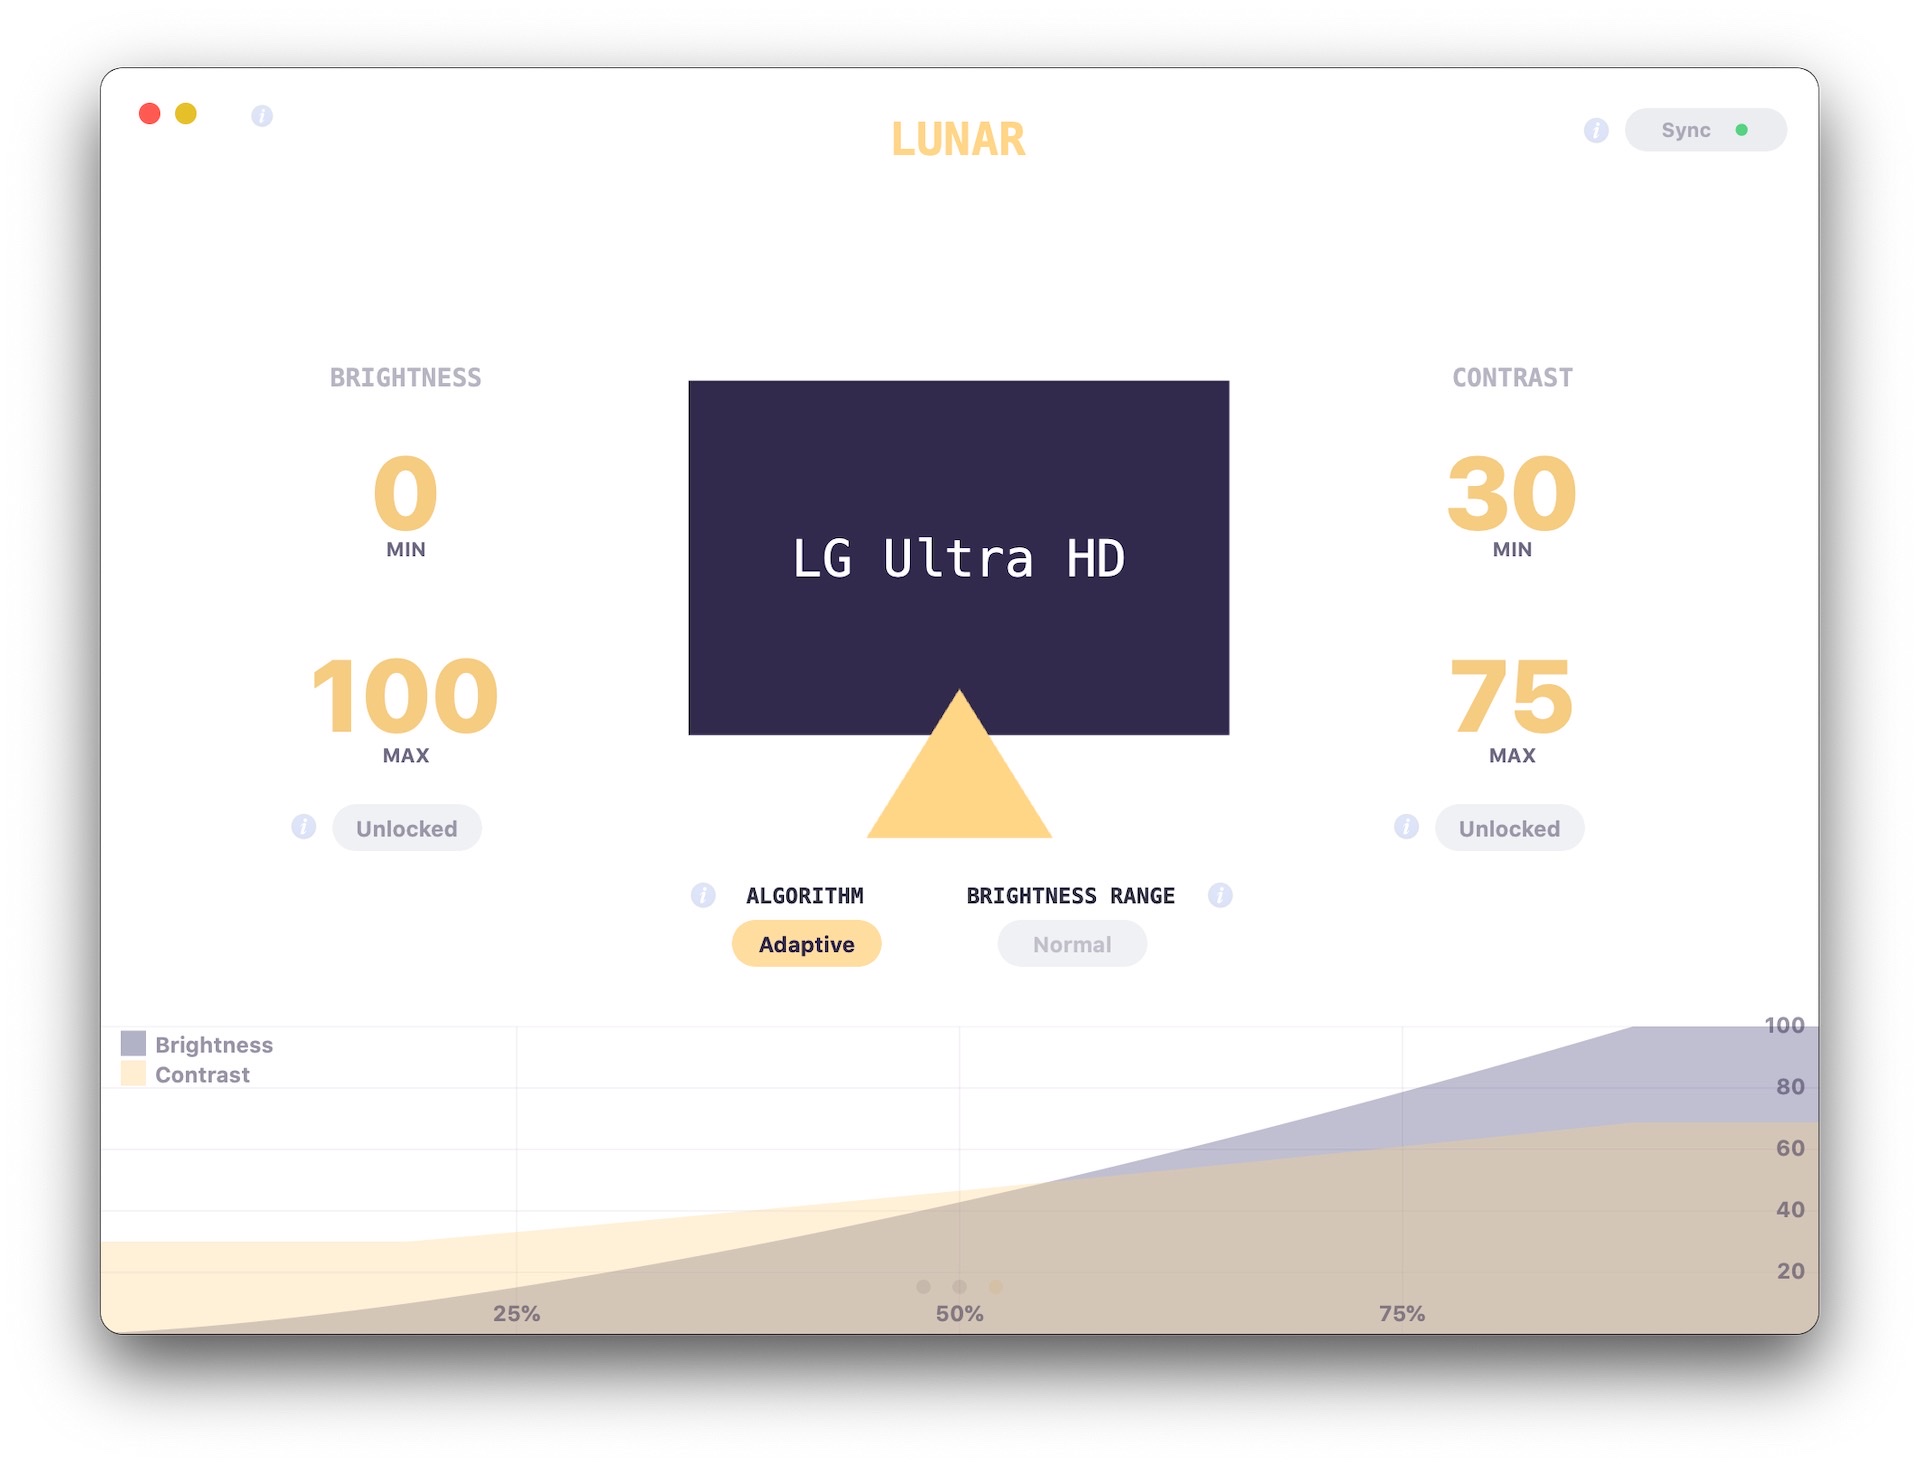 LUNAR
Sync
BRIGHTNESS
0
MIN
100
MAX
Unlocked
LG Ultra HD
CONTRAST
30
MIN
75
MAX
Unlocked
ALGORITHM
Adaptive
BRIGHTNESS RANGE
Normal
Brightness
Contrast
100
80
60
40
20
25% 50% 75%